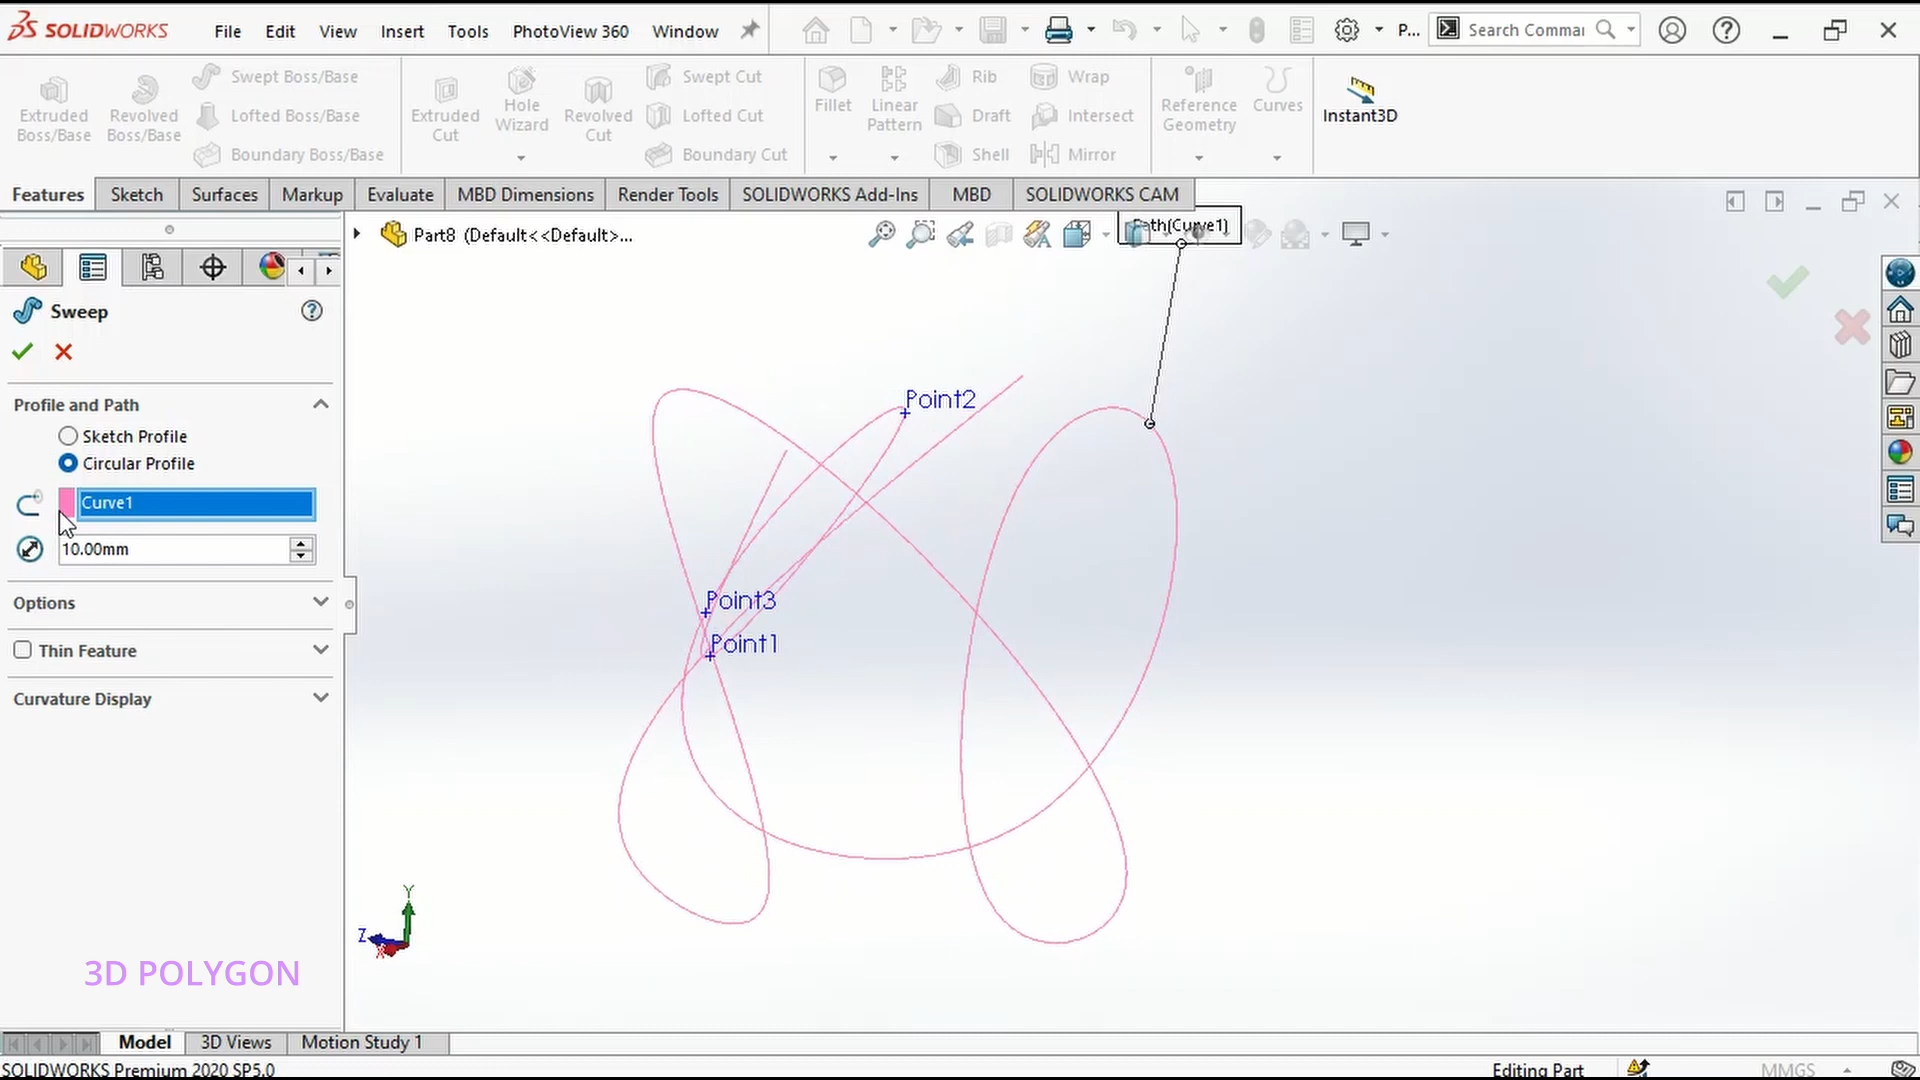 SOLIDWORKS
File Edit View Insert Tools PhotoView 360 Window
P...
Search Commar
Extruded Boss/Base
Revolved Boss/Base
Swept Boss/Base
Lofted Boss/Base
Boundary Boss/Base
Extruded Cut
Hole Wizard
Revolved Cut
Swept Cut
Lofted Cut
Boundary Cut
Fillet
Linear Pattern
Rib
Draft
Shell
Wrap
Intersect
Mirror
Reference Geometry
Curves
Instant3D
Features Sketch Surfaces Markup Evaluate MBD Dimensions Render Tools SOLIDWORKS Add-Ins MBD SOLIDWORKS CAM
Part8 (Default<<Default>...
Path(Curve1)
Sweep
Profile and Path
Sketch Profile
Circular Profile
Curve1
10.00mm
Options
Thin Feature
Curvature Display
Point2
Point3
Point1
Y
Z
X
3D POLYGON
Model 3D Views Motion Study 1
SOLIDWORKS Premium 2020 SP5.0
Editing Part
MMGS